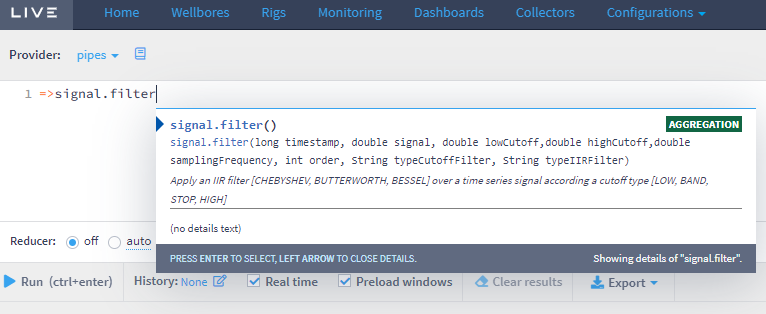 LIVE Home Wellbores Rigs Monitoring Dashboards Collectors Configurations
Provider: pipes
1 =>signal.filter
signal.filter() AGGREGATION
signal.filter(long timestamp, double signal, double lowCutoff,double highCutoff,double
samplingFrequency, int order, String typeCutoffFilter, String typeIIRFilter)
Apply an IIR filter [CHEBYSHEV, BUTTERWORTH, BESSEL] over a time series signal according a cutoff type [LOW, BAND,
STOP, HIGH]
(no details text)
Reducer: off auto
PRESS ENTER TO SELECT, LEFT ARROW TO CLOSE DETAILS. Showing details of "signal.filter".
Run (ctrl+enter) History: None Real time Preload windows Clear results Export